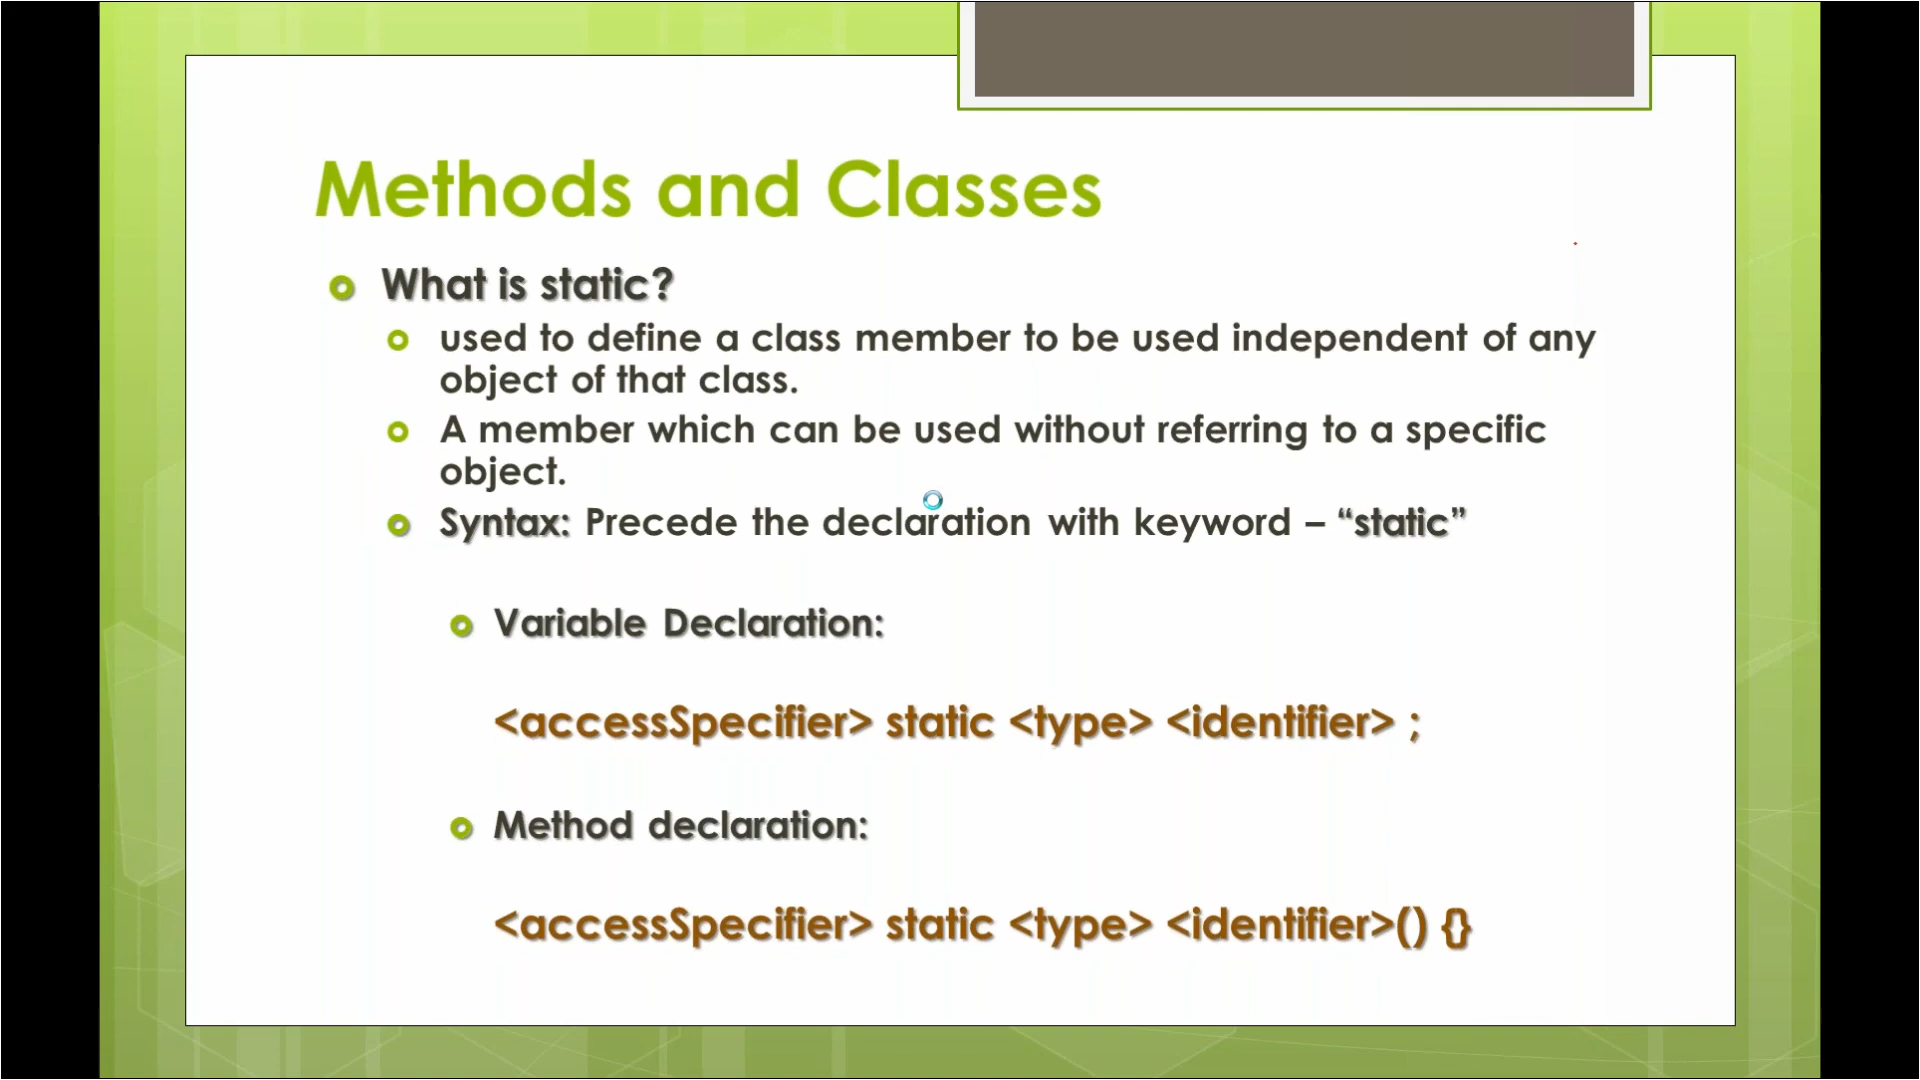 Methods and Classes
What is static?
used to define a class member to be used independent of any
object of that class.
A member which can be used without referring to a specific
object.
Syntax: Precede the declaration with keyword – “static”
Variable Declaration:
<accessSpecifier> static <type> <identifier> ;
Method declaration:
<accessSpecifier> static <type> <identifier>() {}